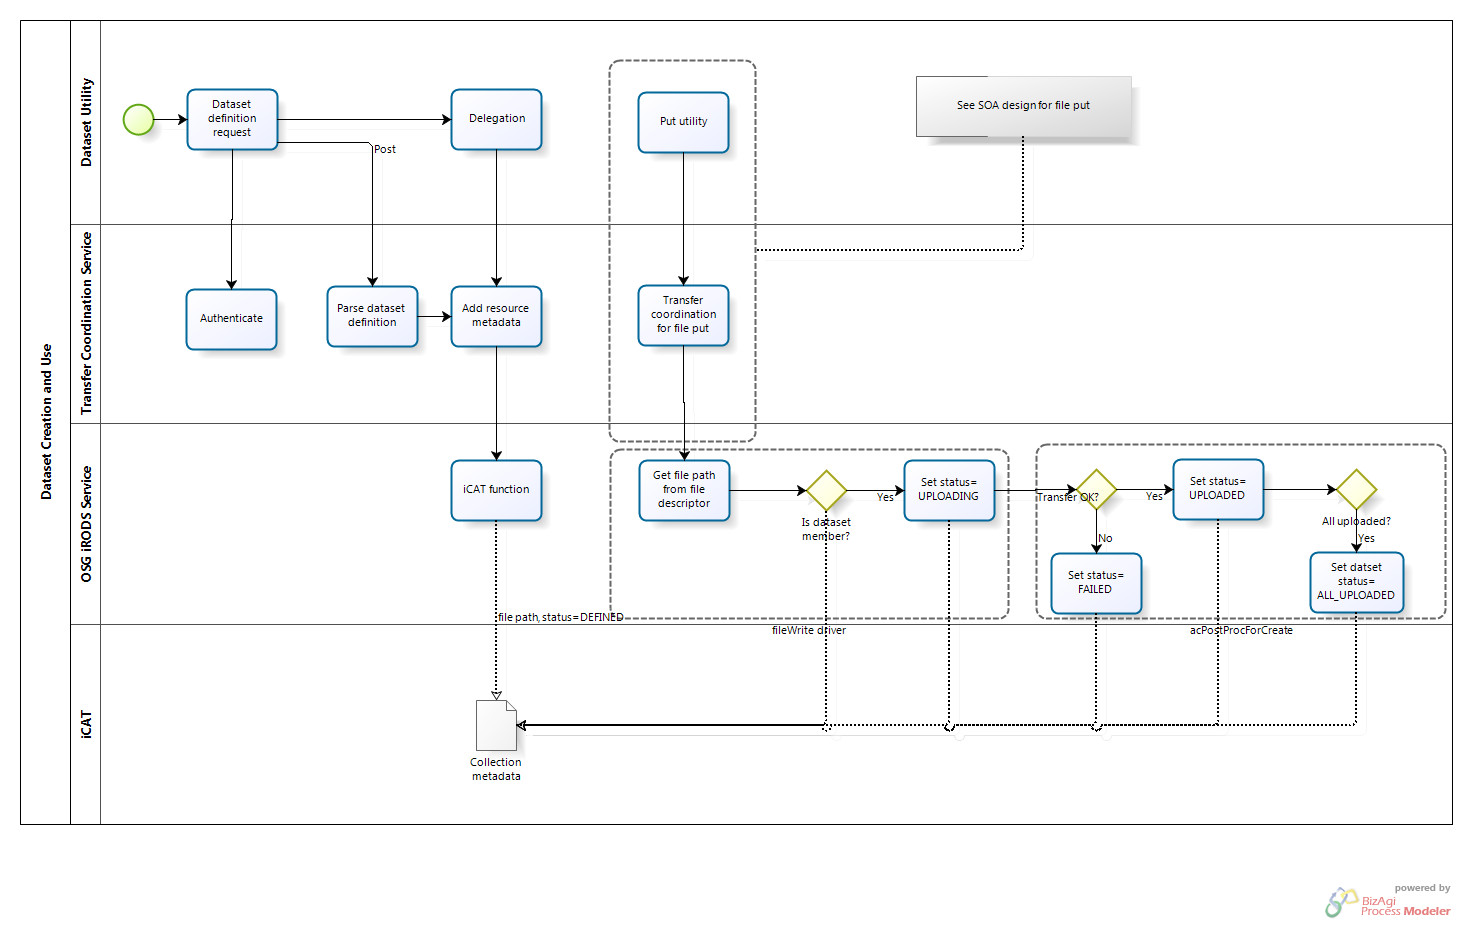 Dataset Creation and Use
Dataset Utility
Dataset
definition
request
Post
Delegation
Put utility
See SOA design for file put
Transfer Coordination Service
Authenticate
Parse dataset
definition
Add resource
metadata
Transfer
coordination
for file put
OSG iRODS Service
iCAT function
file path, status=DEFINED
Get file path
from file
descriptor
Is dataset
member?
Yes
Set status=
UPLOADING
fileWrite driver
Transfer OK?
Yes
No
Set status=
UPLOADED
Set status=
FAILED
All uploaded?
Yes
Set datset
status=
ALL_UPLOADED
acPostProcForCreate
iCAT
Collection
metadata
powered by
BizAgi
Process Modeler